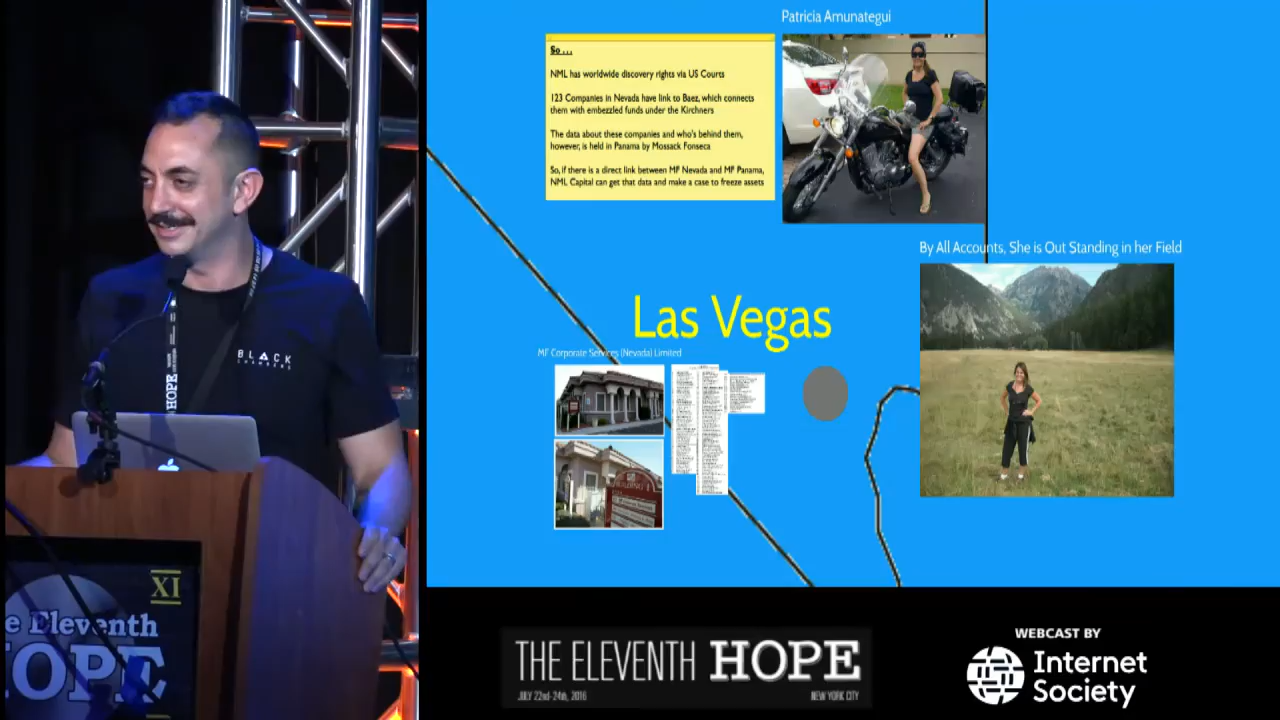 Patricia Amunategui
So . . .
NML has worldwide discovery rights via US Courts
123 Companies in Nevada have link to Baez, which connects
them with embezzled funds under the Kirchners
The data about these companies and who's behind them,
however, is held in Panama by Mossack Fonseca
So, if there is a direct link between MF Nevada and MF Panama,
NML Capital can get that data and make a case to freeze assets
By All Accounts, She is Out Standing in her Field
Las Vegas
MF Corporate Services (Nevada) Limited
BLACK
HOPE
XI
e Eleventh
HOPE
THE ELEVENTH HOPE
JULY 22nd-24th, 2016
NEW YORK CITY
WEBCAST BY
Internet
Society